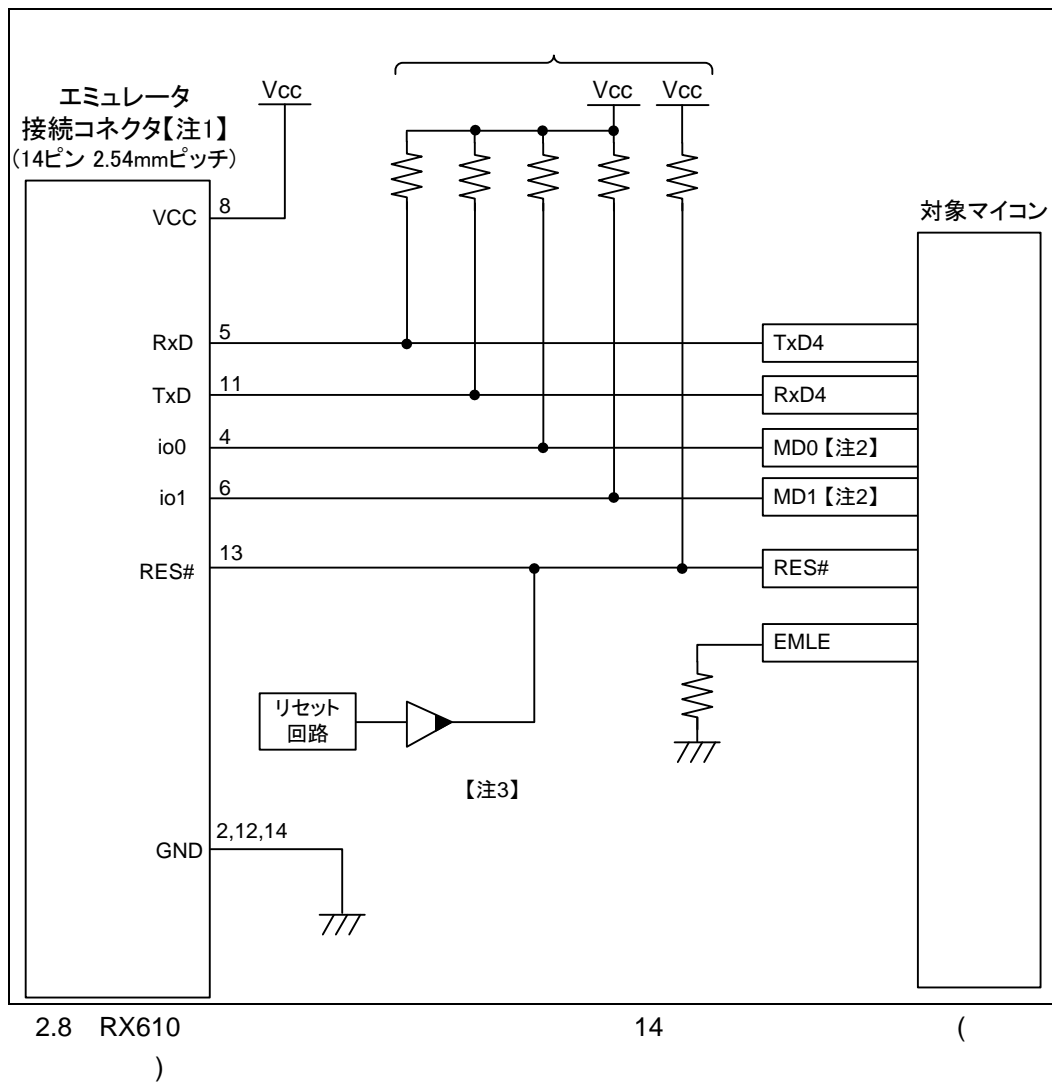 エミュレータ
接続コネクタ【注1】
(14ピン 2.54mmピッチ)
Vcc
Vcc
Vcc
対象マイコン
VCC
8
RxD
5
TxD4
TxD
11
RxD4
io0
4
MD0【注2】
io1
6
MD1【注2】
RES#
13
RES#
EMLE
リセット
回路
【注3】
GND
2,12,14
2.8 RX610 14 (
)